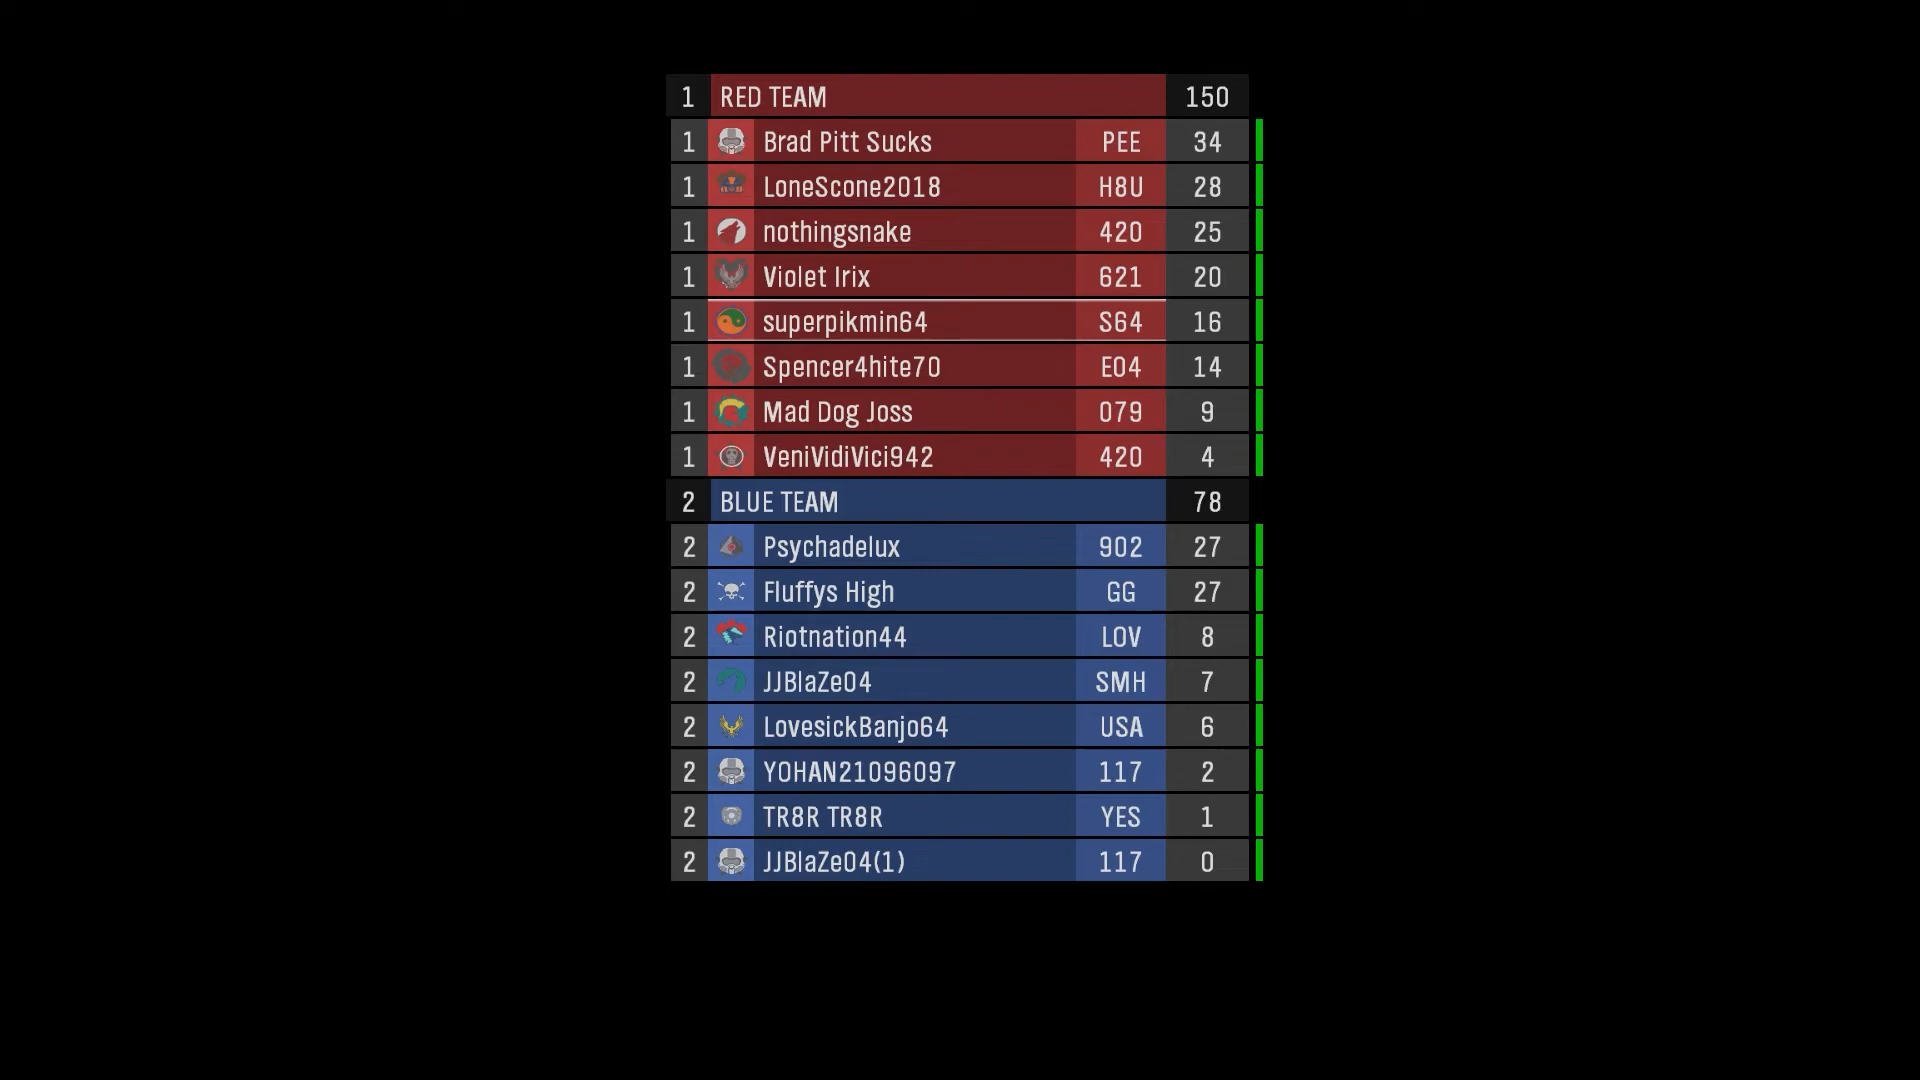 1 RED TEAM 150
1 Brad Pitt Sucks PEE 34
1 LoneScone2018 H8U 28
1 nothingsnake 420 25
1 Violet Irix 621 20
1 superpikmin64 S64 16
1 Spencer4hite70 E04 14
1 Mad Dog Joss 079 9
1 VeniVidiVici942 420 4
2 BLUE TEAM 78
2 Psychadelux 902 27
2 Fluffys High GG 27
2 Riotnation44 LOV 8
2 JJBlaZe04 SMH 7
2 LovesickBanjo64 USA 6
2 YOHAN21096097 117 2
2 TR8R TR8R YES 1
2 JJBlaZe04(1) 117 0